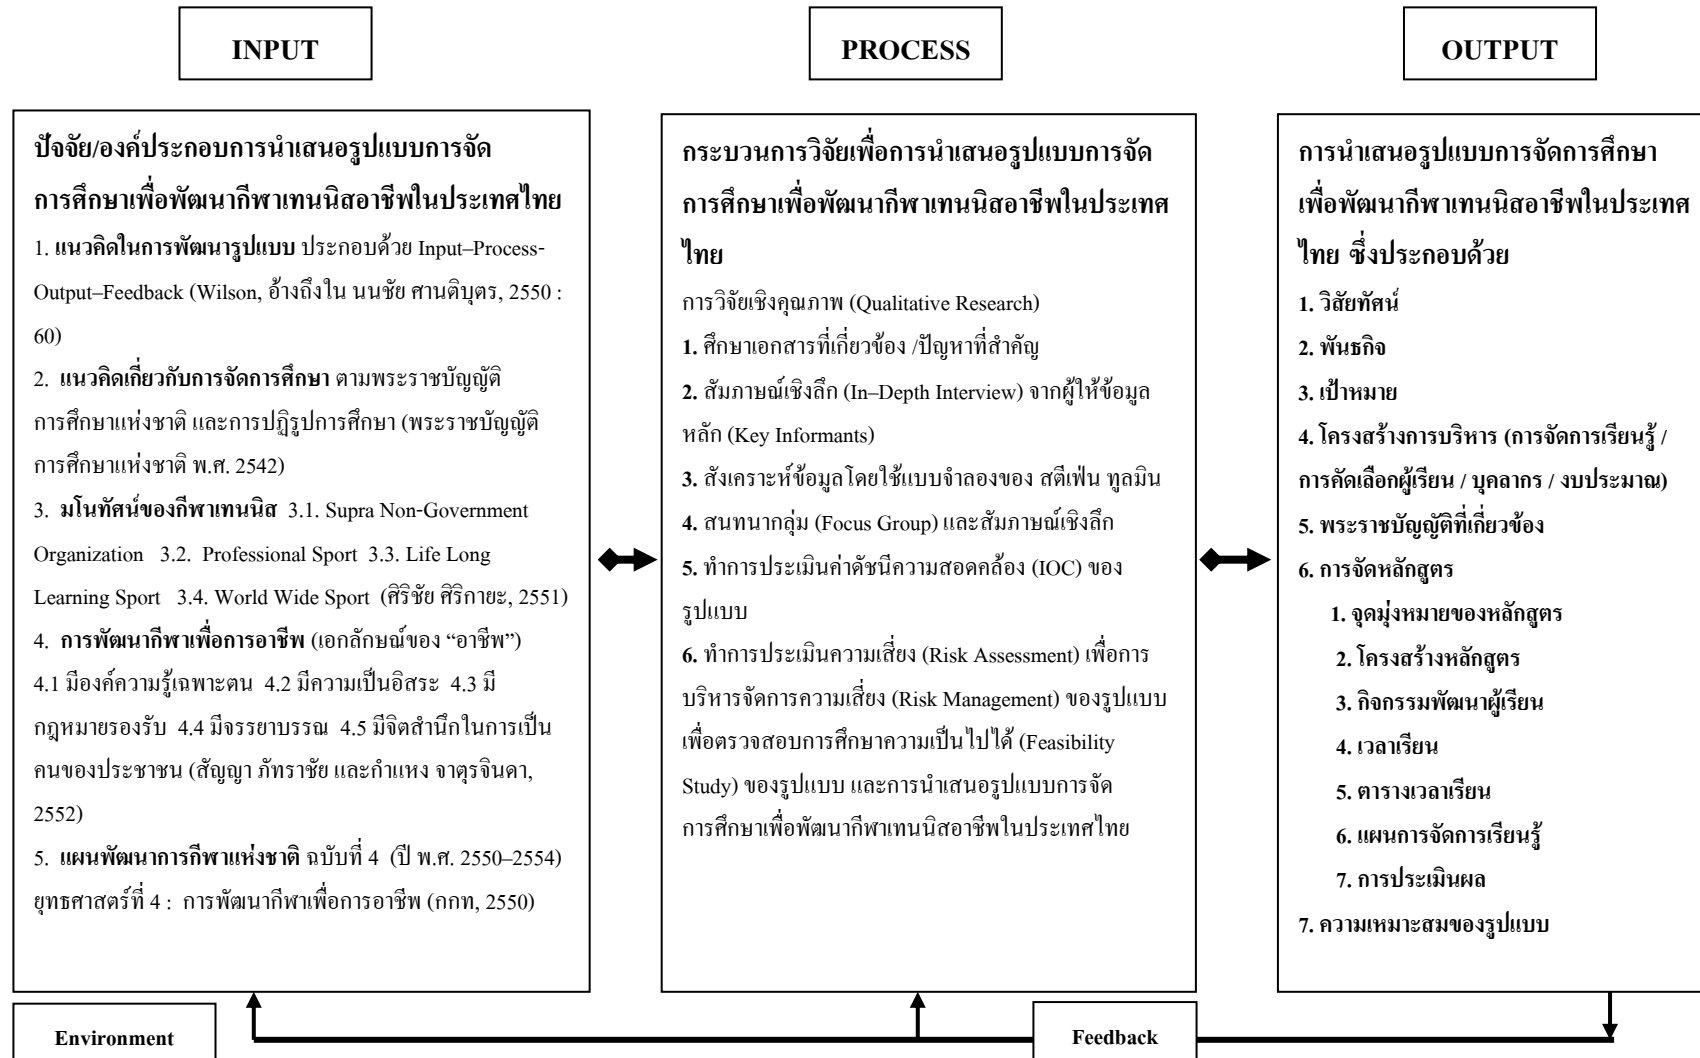 INPUT
ปัจจัย/องค์ประกอบการนำเสนอรูปแบบการจัด
การศึกษาเพื่อพัฒนากีฬาเทนนิสอาชีพในประเทศไทย
1. แนวคิดในการพัฒนารูปแบบ ประกอบด้วย Input–Process-
Output–Feedback (Wilson, อ้างถึงใน นนชัย ศานติบุตร, 2550 :
60)
2. แนวคิดเกี่ยวกับการจัดการศึกษา ตามพระราชบัญญัติ
การศึกษาแห่งชาติ และการปฏิรูปการศึกษา (พระราชบัญญัติ
การศึกษาแห่งชาติ พ.ศ. 2542)
3. มโนทัศน์ของกีฬาเทนนิส 3.1. Supra Non-Government
Organization 3.2. Professional Sport 3.3. Life Long
Learning Sport 3.4. World Wide Sport (ศิริชัย ศิริกายะ, 2551)
4. การพัฒนากีฬาเพื่อการอาชีพ (เอกลักษณ์ของ “อาชีพ”)
4.1 มีองค์ความรู้เฉพาะตน 4.2 มีความเป็นอิสระ 4.3 มี
กฎหมายรองรับ 4.4 มีจรรยาบรรณ 4.5 มีจิตสำนึกในการเป็น
คนของประชาชน (สัญญา ภัทราชัย และกำแหง จาตุรจินดา,
2552)
5. แผนพัฒนาการกีฬาแห่งชาติ ฉบับที่ 4 (ปี พ.ศ. 2550–2554)
ยุทธศาสตร์ที่ 4 : การพัฒนากีฬาเพื่อการอาชีพ (กกท, 2550)
PROCESS
กระบวนการวิจัยเพื่อการนำเสนอรูปแบบการจัด
การศึกษาเพื่อพัฒนากีฬาเทนนิสอาชีพในประเทศ
ไทย
การวิจัยเชิงคุณภาพ (Qualitative Research)
1. ศึกษาเอกสารที่เกี่ยวข้อง /ปัญหาที่สำคัญ
2. สัมภาษณ์เชิงลึก (In–Depth Interview) จากผู้ให้ข้อมูล
หลัก (Key Informants)
3. สังเคราะห์ข้อมูลโดยใช้แบบจำลองของ สตีเฟ่น ทูลมิน
4. สนทนากลุ่ม (Focus Group) และสัมภาษณ์เชิงลึก
5. ทำการประเมินค่าดัชนีความสอดคล้อง (IOC) ของ
รูปแบบ
6. ทำการประเมินความเสี่ยง (Risk Assessment) เพื่อการ
บริหารจัดการความเสี่ยง (Risk Management) ของรูปแบบ
เพื่อตรวจสอบการศึกษาความเป็นไปได้ (Feasibility
Study) ของรูปแบบ และการนำเสนอรูปแบบการจัด
การศึกษาเพื่อพัฒนากีฬาเทนนิสอาชีพในประเทศไทย
OUTPUT
การนำเสนอรูปแบบการจัดการศึกษา
เพื่อพัฒนากีฬาเทนนิสอาชีพในประเทศ
ไทย ซึ่งประกอบด้วย
1. วิสัยทัศน์
2. พันธกิจ
3. เป้าหมาย
4. โครงสร้างการบริหาร (การจัดการเรียนรู้ /
การคัดเลือกผู้เรียน / บุคลากร / งบประมาณ)
5. พระราชบัญญัติที่เกี่ยวข้อง
6. การจัดหลักสูตร
1. จุดมุ่งหมายของหลักสูตร
2. โครงสร้างหลักสูตร
3. กิจกรรมพัฒนาผู้เรียน
4. เวลาเรียน
5. ตารางเวลาเรียน
6. แผนการจัดการเรียนรู้
7. การประเมินผล
7. ความเหมาะสมของรูปแบบ
Environment
Feedback